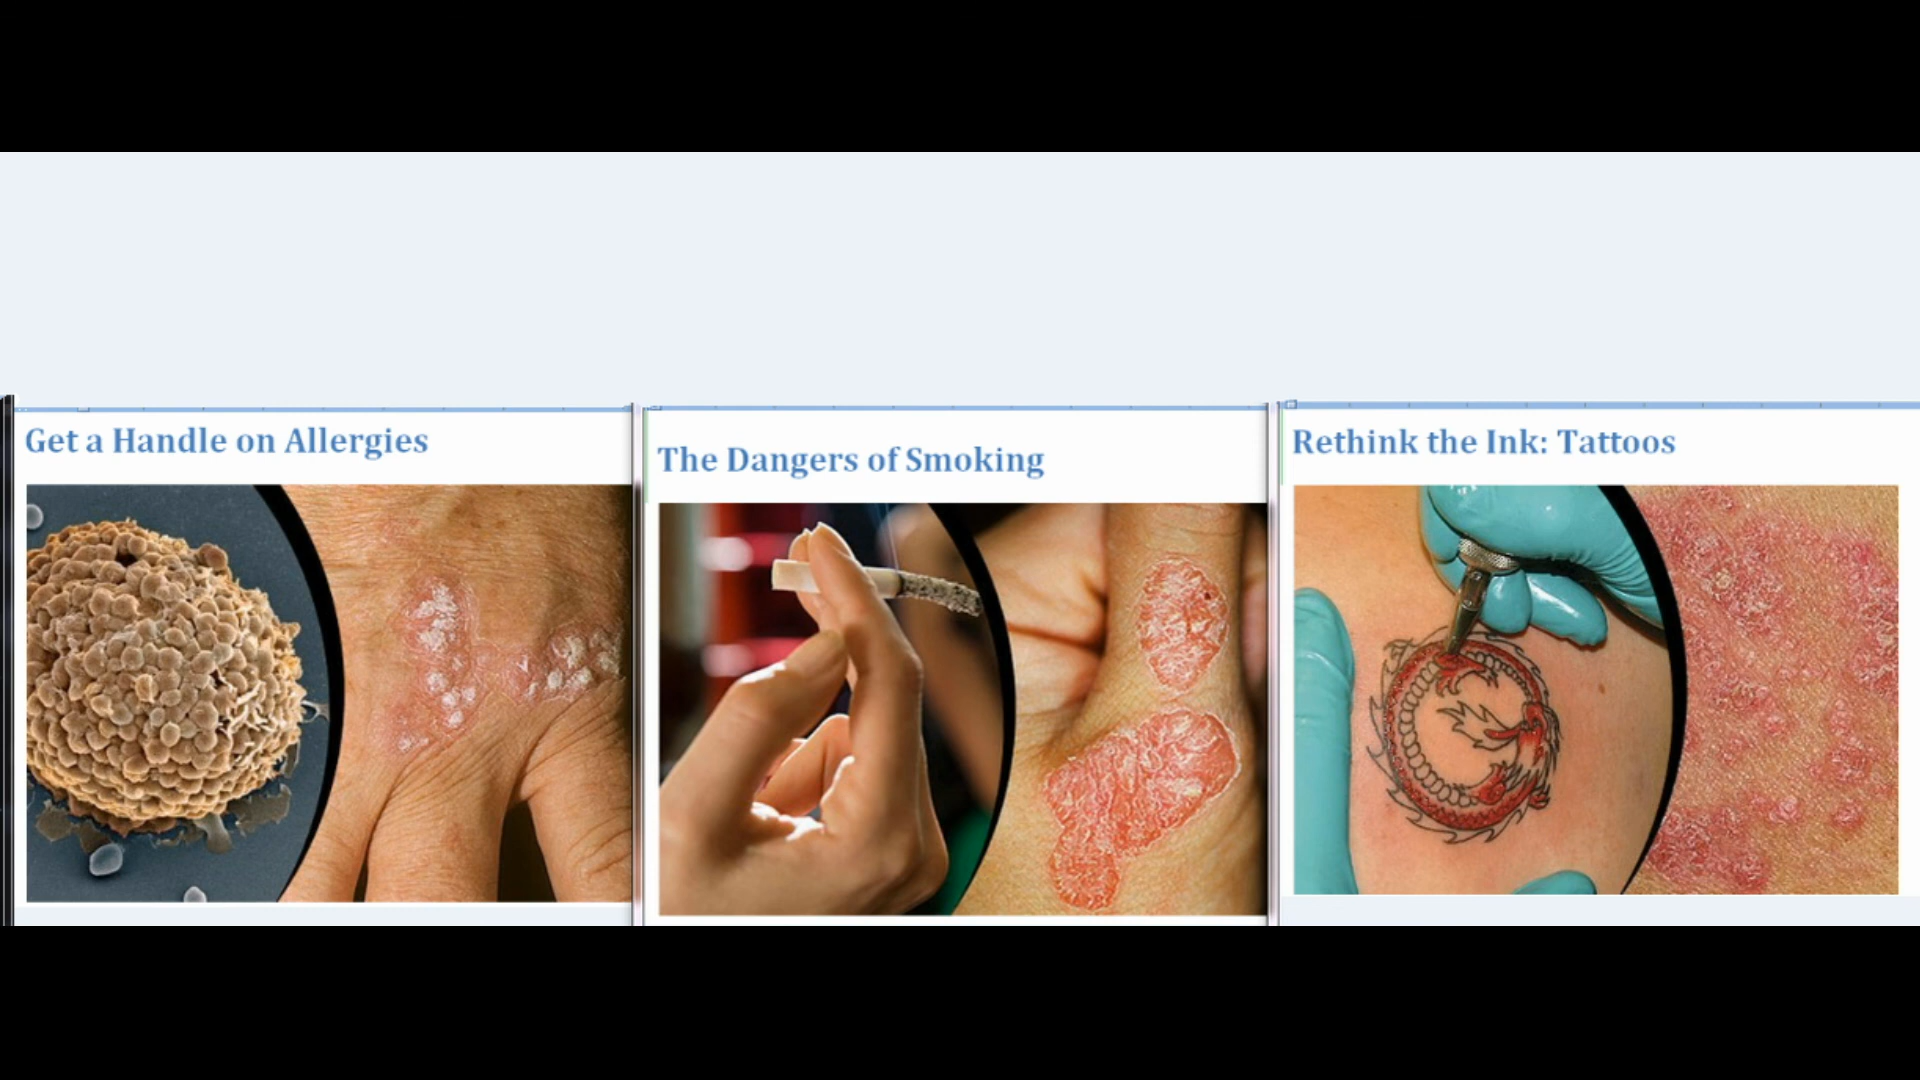 Get a Handle on Allergies
The Dangers of Smoking
Rethink the Ink: Tattoos